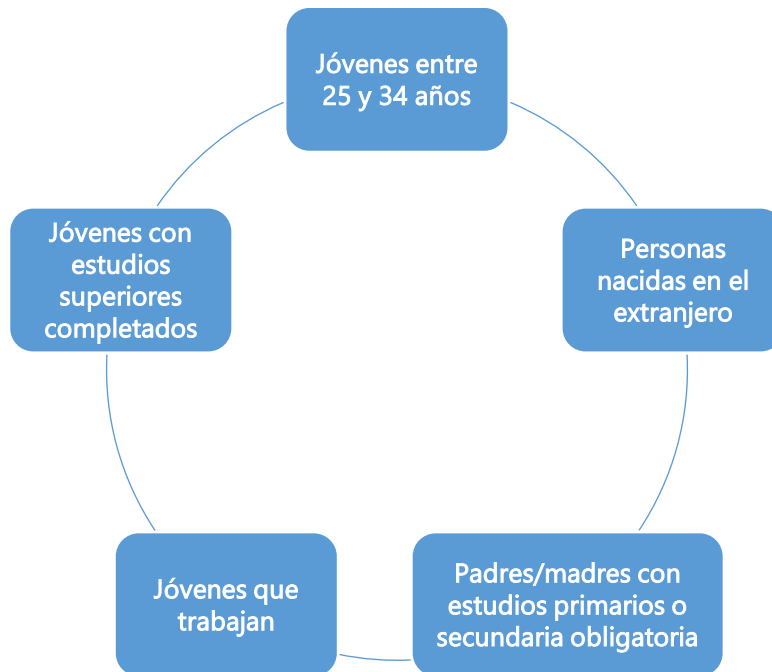 Jóvenes entre
25 y 34 años
Personas
nacidas en el
extranjero
Padres/madres con
estudios primarios o
secundaria obligatoria
Jóvenes que
trabajan
Jóvenes con
estudios
superiores
completados